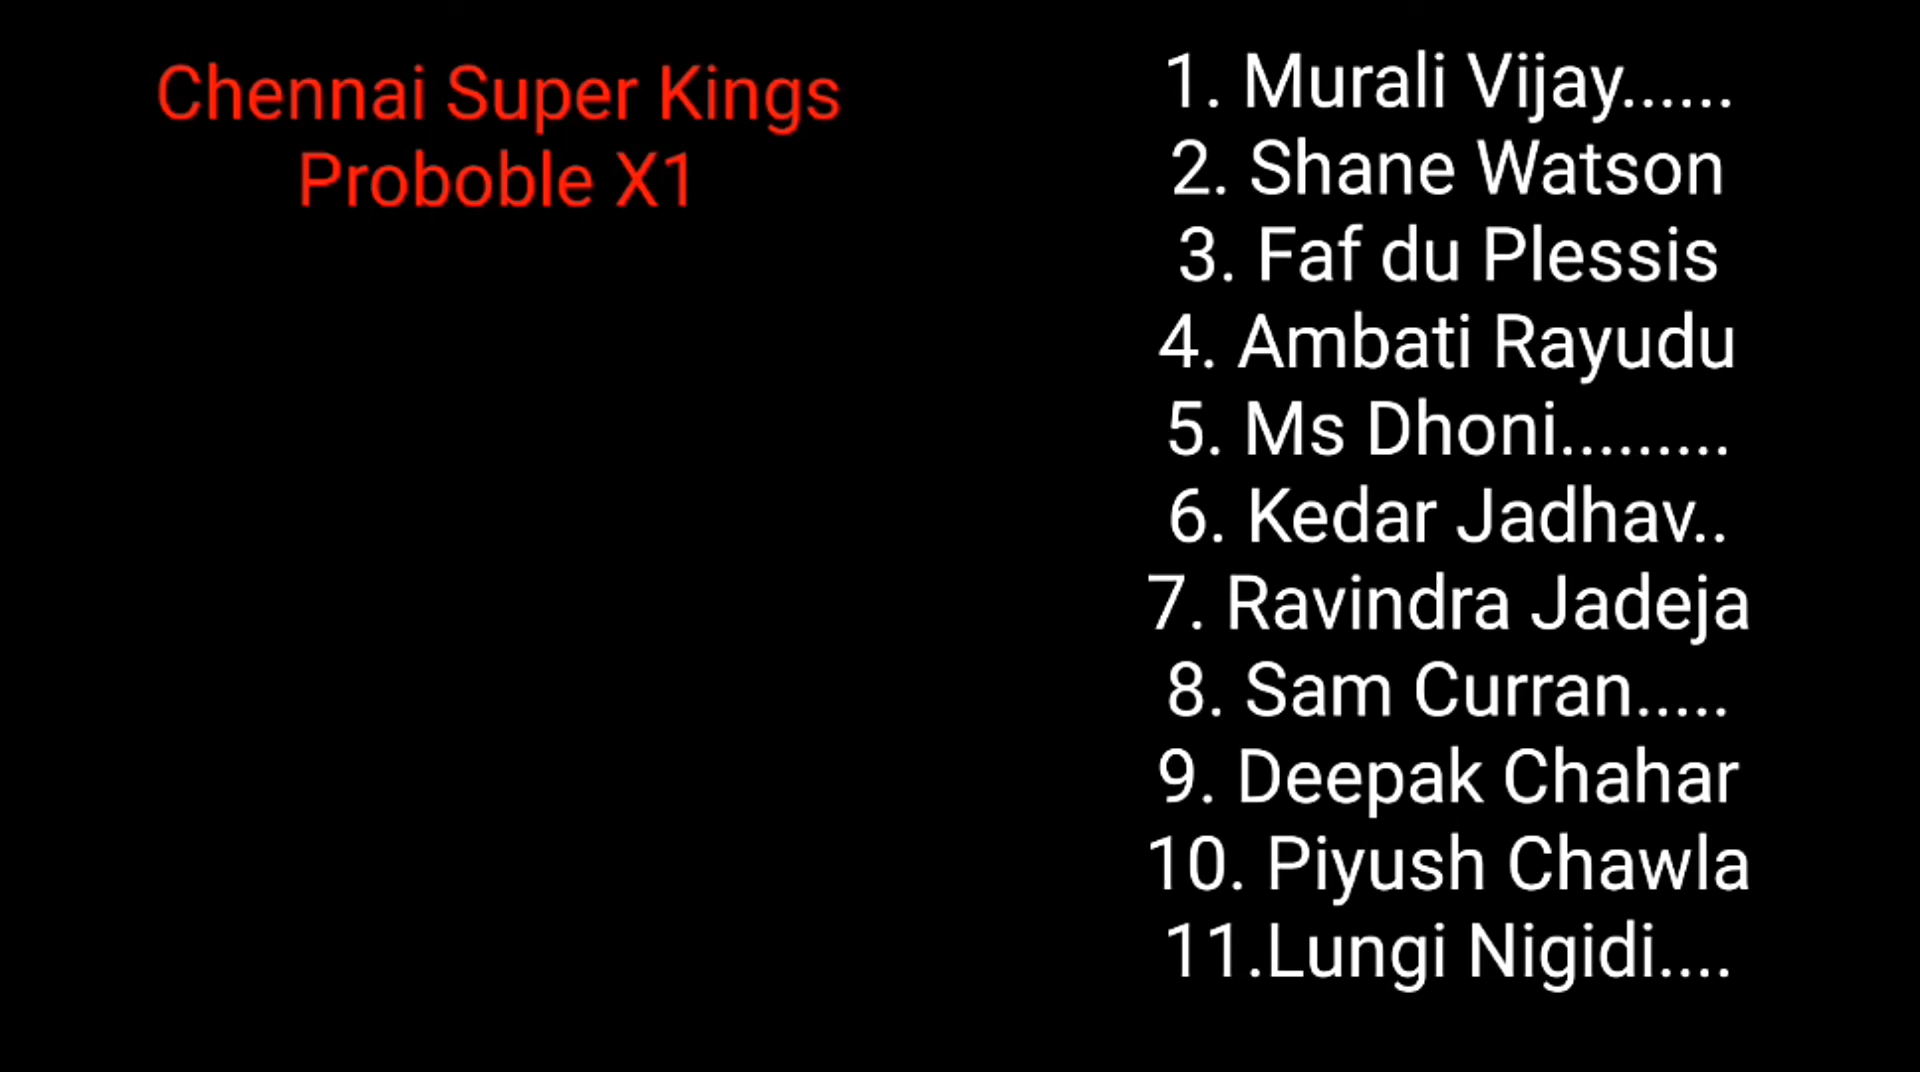 Chennai Super Kings
Proboble X1
1. Murali Vijay......
2. Shane Watson
3. Faf du Plessis
4. Ambati Rayudu
5. Ms Dhoni.........
6. Kedar Jadhav..
7. Ravindra Jadeja
8. Sam Curran.....
9. Deepak Chahar
10. Piyush Chawla
11.Lungi Nigidi....